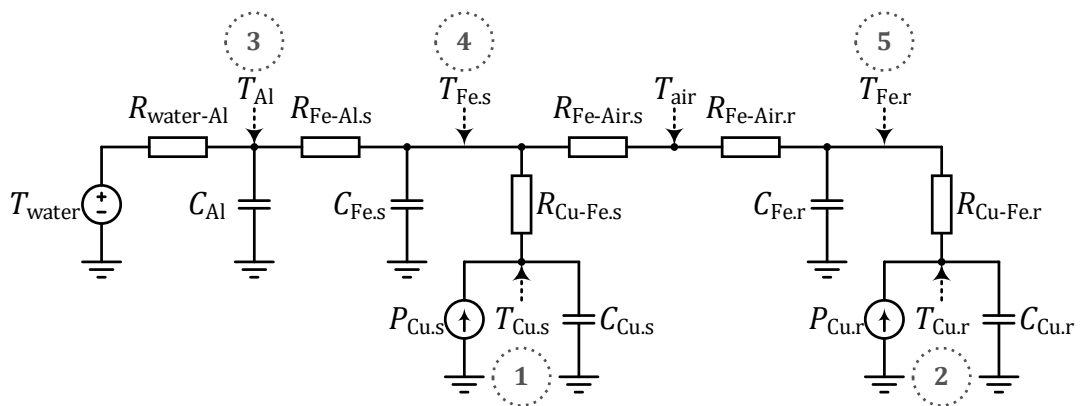 3 4 5
T_Al T_Fe.s T_air T_Fe.r
R_water-Al R_Fe-Al.s R_Fe-Air.s R_Fe-Air.r
T_water + − C_Al C_Fe.s R_Cu-Fe.s C_Fe.r R_Cu-Fe.r
P_Cu.s T_Cu.s C_Cu.s P_Cu.r T_Cu.r C_Cu.r
1 2